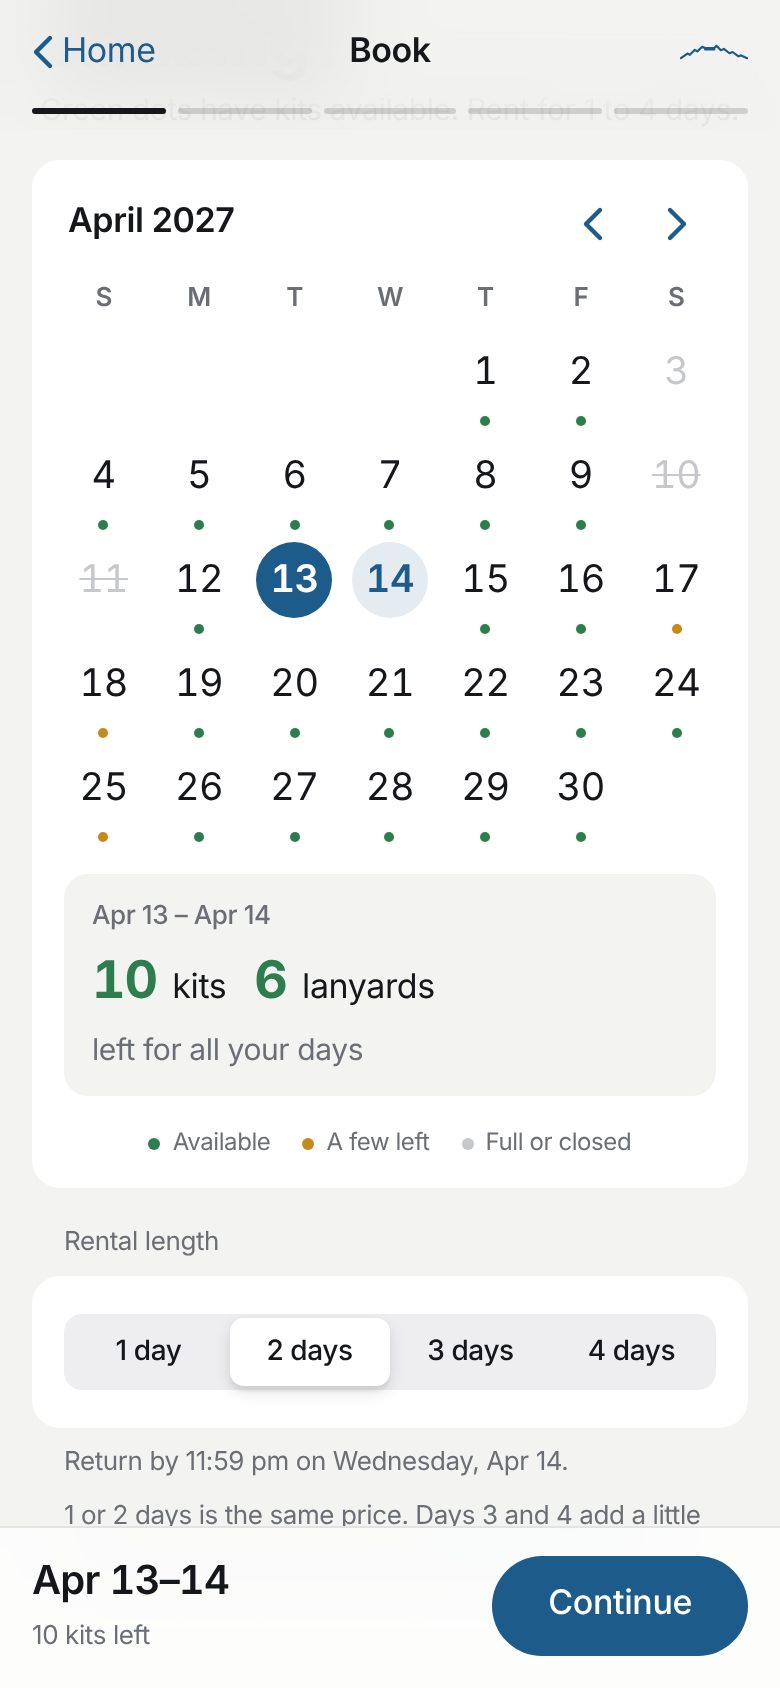 Home
Book
Green dots have kits available. Rent for 1 to 4 days.
April 2027
S M T W T F S
1 2 3
4 5 6 7 8 9 10
11 12 13 14 15 16 17
18 19 20 21 22 23 24
25 26 27 28 29 30
Apr 13 – Apr 14
10 kits 6 lanyards
left for all your days
Available A few left Full or closed
Rental length
1 day 2 days 3 days 4 days
Return by 11:59 pm on Wednesday, Apr 14.
1 or 2 days is the same price. Days 3 and 4 add a little
Apr 13–14
10 kits left
Continue